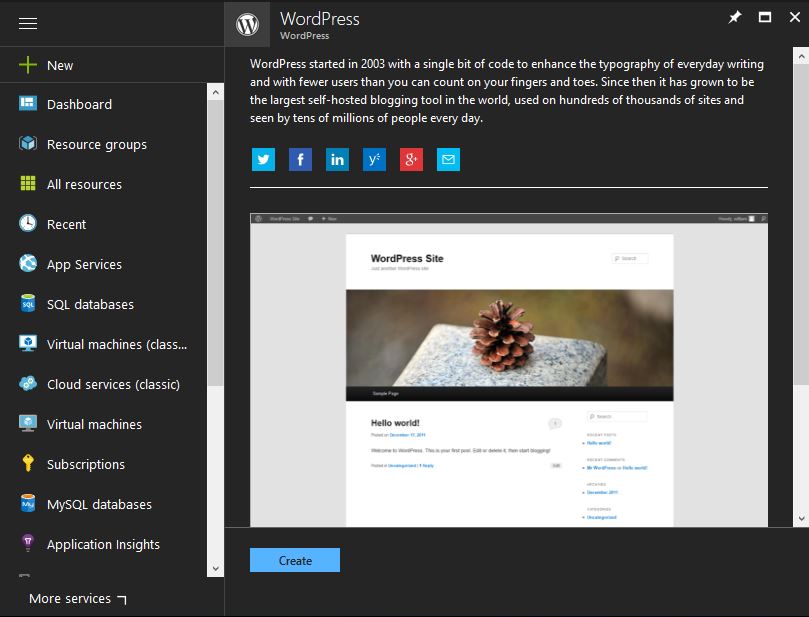 WordPress
WordPress
New
Dashboard
Resource groups
All resources
Recent
App Services
SQL databases
Virtual machines (class...
Cloud services (classic)
Virtual machines
Subscriptions
MySQL databases
Application Insights
More services
WordPress started in 2003 with a single bit of code to enhance the typography of everyday writing
and with fewer users than you can count on your fingers and toes. Since then it has grown to be
the largest self-hosted blogging tool in the world, used on hundreds of thousands of sites and
seen by tens of millions of people every day.
WordPress Site
New
WordPress Site
Just another WordPress site
Search
Sample Page
Hello world!
Posted on December 17, 2011
Welcome to WordPress. This is your first post. Edit or delete it, then start blogging!
Posted in Uncategorized | 1 Reply
Edit
Search
RECENT POSTS
Hello world!
RECENT COMMENTS
Mr WordPress on Hello world!
ARCHIVES
December 2011
CATEGORIES
Uncategorized
Create